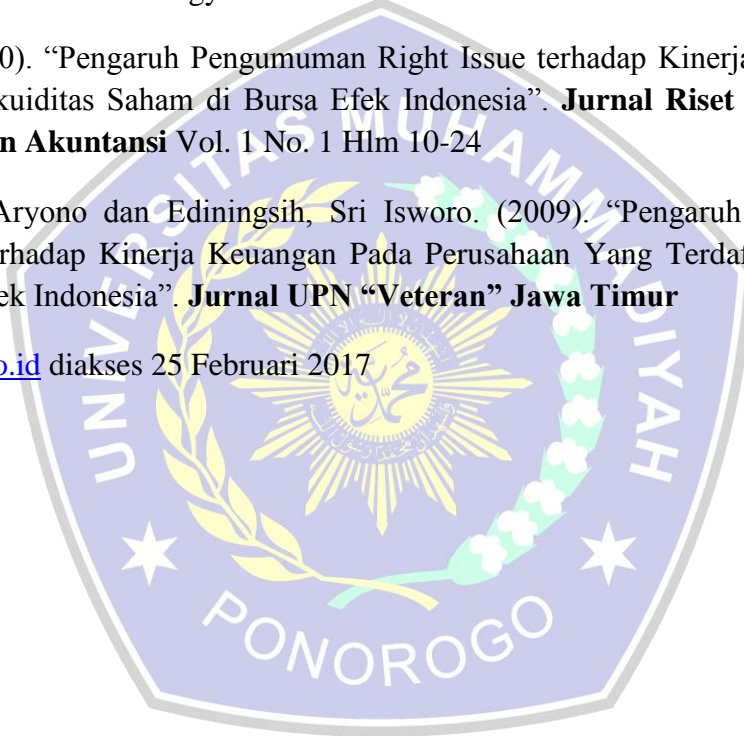 0). “Pengaruh Pengumuman Right Issue terhadap Kinerja
kuiditas Saham di Bursa Efek Indonesia”. Jurnal Riset
n Akuntansi Vol. 1 No. 1 Hlm 10-24
Aryono dan Ediningsih, Sri Isworo. (2009). “Pengaruh
rhadap Kinerja Keuangan Pada Perusahaan Yang Terdaf
ek Indonesia”. Jurnal UPN “Veteran” Jawa Timur
o.id diakses 25 Februari 2017
UNIVERSITAS MUHAMMADIYAH
PONOROGO